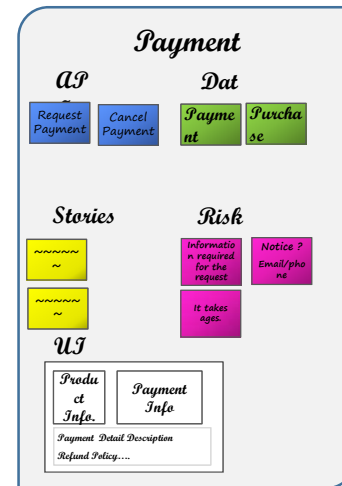 Payment
AP
Dat
Request
Payment
Cancel
Payment
Payme
nt
Purcha
se
Stories
Risk
~~~~~
~
~~~~~
~
Informatio
n required
for the
request
Notice ?
Email/pho
ne
It takes
ages.
UI
Produ
ct
Info.
Payment
Info
Payment Detail Description
Refund Policy....